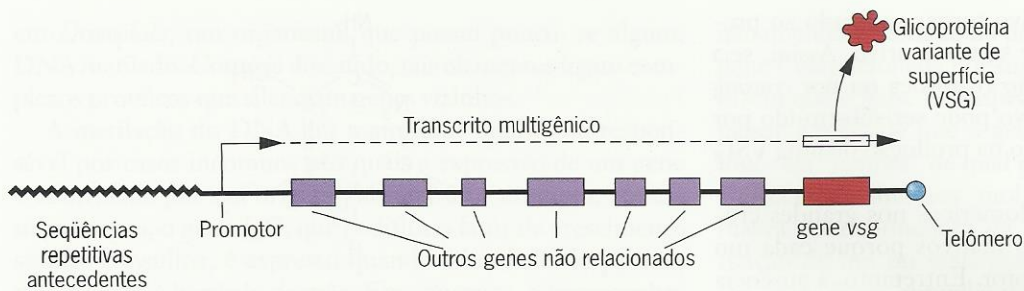 Glicoproteína
variante de
superfície
(VSG)
Transcrito multigênico
Seqüências
repetitivas
antecedentes
Promotor
Outros genes não relacionados
gene vsg
Telômero